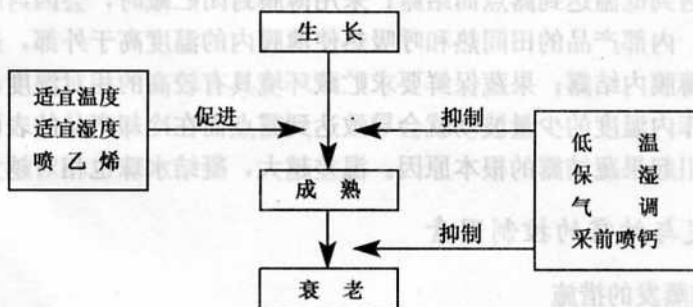 生 长
适宜温度
适宜湿度
喷 乙 烯
促进
抑制
成 熟
低 温
保 湿
气 调
采前喷钙
抑制
衰 老